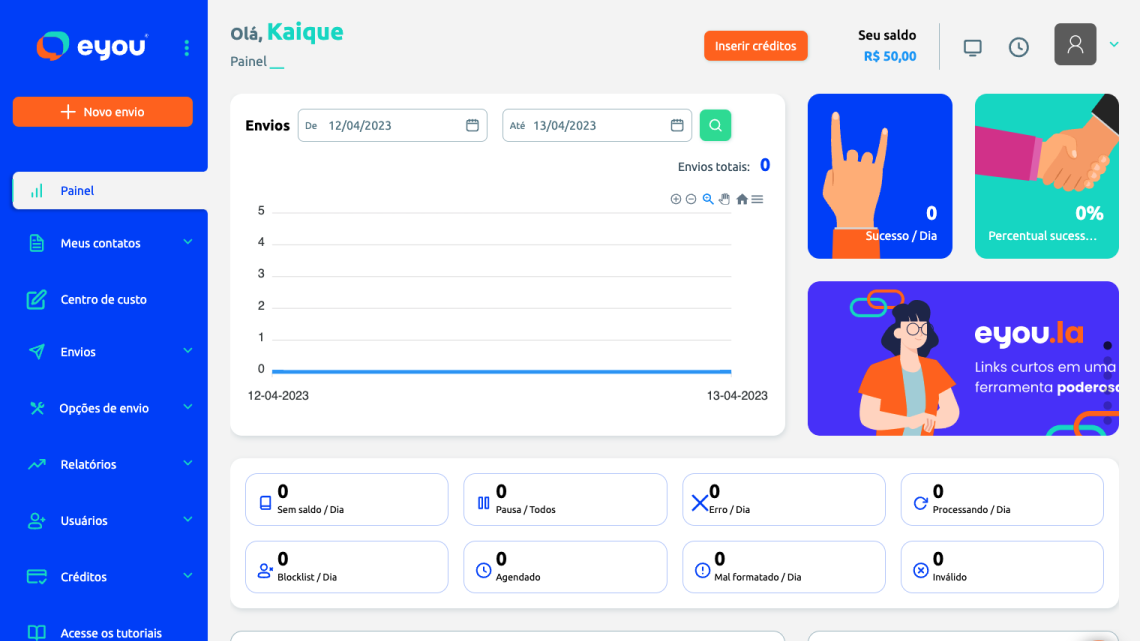 eyou
Novo envio
Painel
Meus contatos
Centro de custo
Envios
Opções de envio
Relatórios
Usuários
Créditos
Acesse os tutoriais
Olá, Kaique
Painel
Inserir créditos
Seu saldo
R$ 50,00
Envios
De 12/04/2023
Até 13/04/2023
Envios totais: 0
5
4
3
2
1
0
12-04-2023
13-04-2023
0
Sucesso / Dia
0%
Percentual sucess...
eyou.la
Links curtos em uma
ferramenta poderosa
0
Sem saldo / Dia
0
Pausa / Todos
0
Erro / Dia
0
Processando / Dia
0
Blocklist / Dia
0
Agendado
0
Mal formatado / Dia
0
Inválido